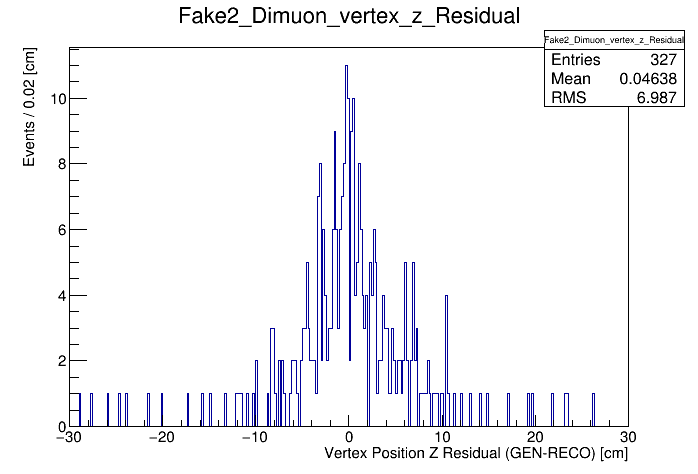 Fake2_Dimuon_vertex_z_Residual
Fake2_Dimuon_vertex_z_Residual
Entries 327
Mean 0.04638
RMS 6.987
Events / 0.02 [cm]
10
8
6
4
2
0
−30 −20 −10 0 10 20 30
Vertex Position Z Residual (GEN-RECO) [cm]